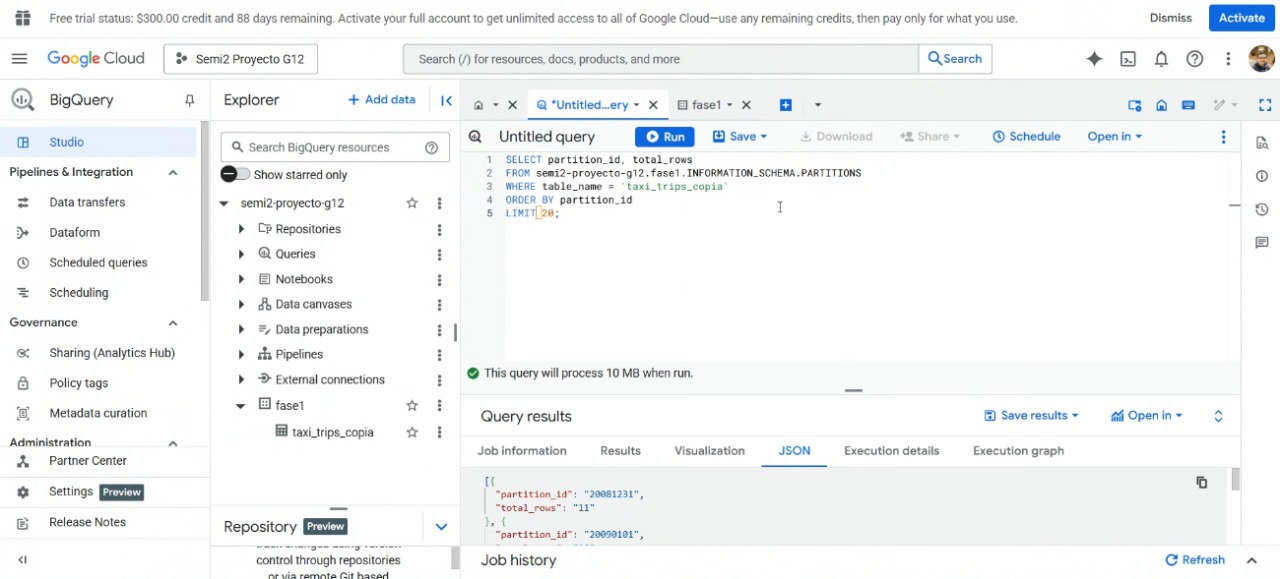 Free trial status: $300.00 credit and 88 days remaining. Activate your full account to get unlimited access to all of Google Cloud—use any remaining credits, then pay only for what you use.
Dismiss
Activate
Google Cloud
Semi2 Proyecto G12
Search (/) for resources, docs, products, and more
Search
BigQuery
Studio
Pipelines & Integration
Data transfers
Dataform
Scheduled queries
Scheduling
Governance
Sharing (Analytics Hub)
Policy tags
Metadata curation
Administration
Partner Center
Settings Preview
Release Notes
Explorer
+ Add data
Search BigQuery resources
Show starred only
semi2-proyecto-g12
Repositories
Queries
Notebooks
Data canvases
Data preparations
Pipelines
External connections
fase1
taxi_trips_copia
Repository Preview
control through repositories
or via remote Git based
*Untitled...ery
fase1
Untitled query
Run
Save
Download
Share
Schedule
Open in
1 SELECT partition_id, total_rows
2 FROM semi2-proyecto-g12.fase1.INFORMATION_SCHEMA.PARTITIONS
3 WHERE table_name = `taxi_trips_copia`
4 ORDER BY partition_id
5 LIMIT 20;
This query will process 10 MB when run.
Query results
Save results
Open in
Job information
Results
Visualization
JSON
Execution details
Execution graph
[{
"partition_id": "20081231",
"total_rows": "11"
}, {
"partition_id": "20090101",
Job history
Refresh